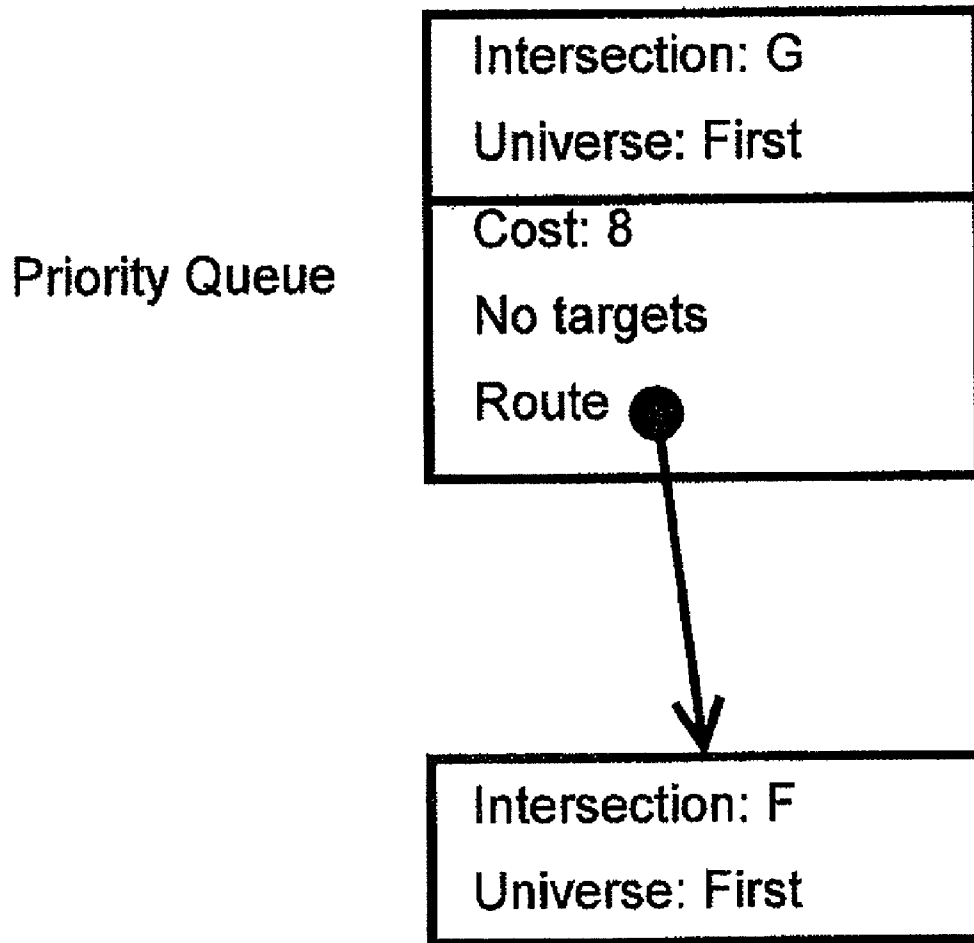 Intersection: G
Universe: First
Priority Queue
Cost: 8
No targets
Route
Intersection: F
Universe: First